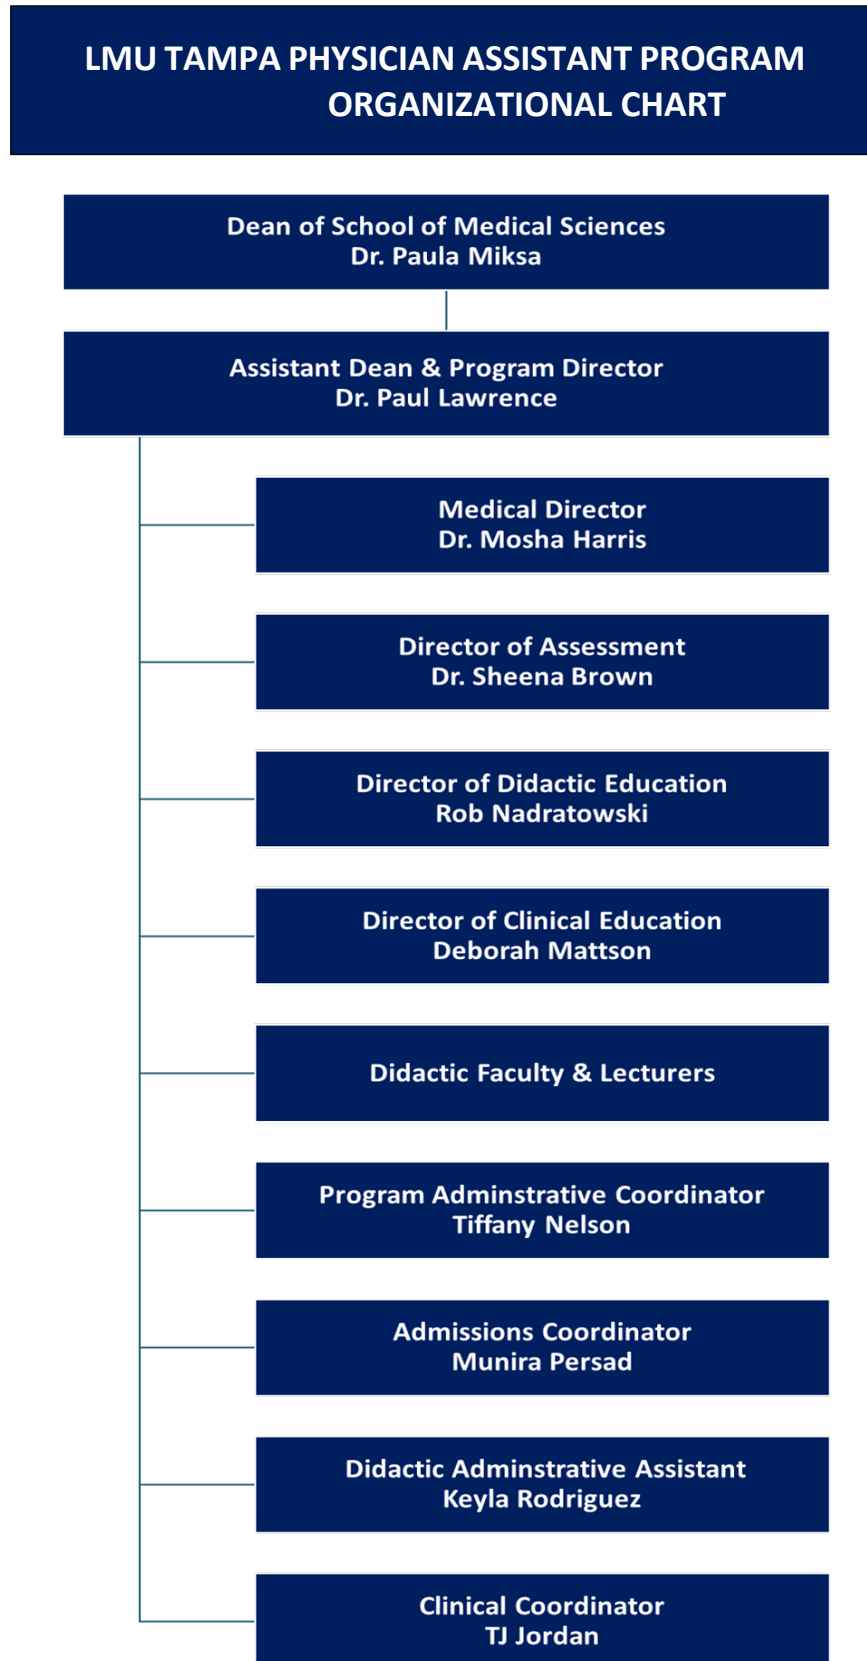 LMU TAMPA PHYSICIAN ASSISTANT PROGRAM
ORGANIZATIONAL CHART
Dean of School of Medical Sciences
Dr. Paula Miksa
Assistant Dean & Program Director
Dr. Paul Lawrence
Medical Director
Dr. Mosha Harris
Director of Assessment
Dr. Sheena Brown
Director of Didactic Education
Rob Nadratowski
Director of Clinical Education
Deborah Mattson
Didactic Faculty & Lecturers
Program Adminstrative Coordinator
Tiffany Nelson
Admissions Coordinator
Munira Persad
Didactic Adminstrative Assistant
Keyla Rodriguez
Clinical Coordinator
TJ Jordan